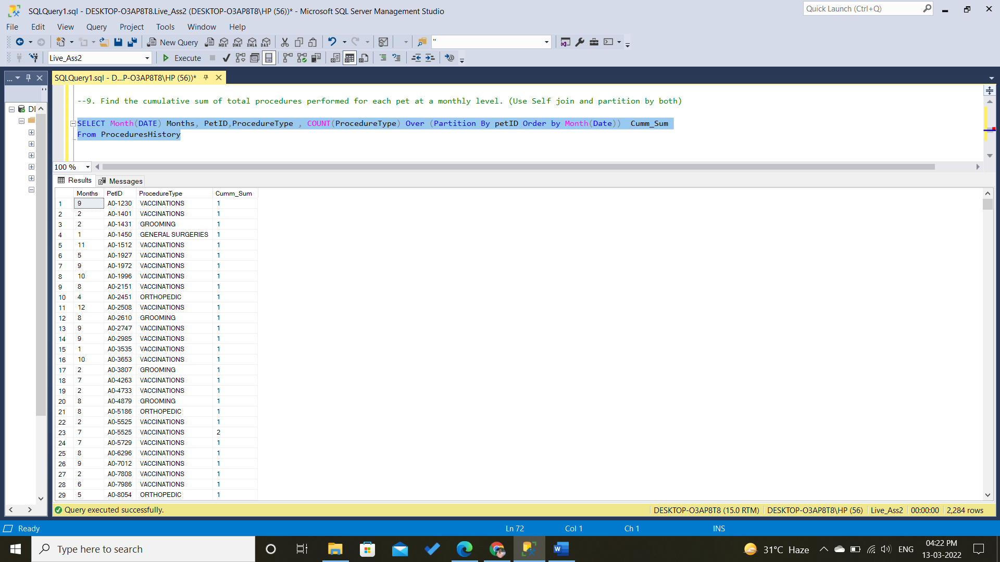 SQLQuery1.sql - DESKTOP-O3AP8T8.Live_Ass2 (DESKTOP-O3AP8T8\HP (56))* - Microsoft SQL Server Management Studio
Quick Launch (Ctrl+Q)
File Edit View Query Project Tools Window Help
New Query MDX DMX XMLA DAX "
Live_Ass2 Execute
... SQLQuery1.sql - D...P-O3AP8T8\HP (56))*
--9. Find the cumulative sum of total procedures performed for each pet at a monthly level. (Use Self join and partition by both)
SELECT Month(DATE) Months, PetID,ProcedureType , COUNT(ProcedureType) Over (Partition By petID Order by Month(Date)) Cumm_Sum
From ProceduresHistory
100 %
Results Messages
Months PetID ProcedureType Cumm_Sum
1 9 A0-1230 VACCINATIONS 1
2 2 A0-1401 VACCINATIONS 1
3 2 A0-1431 GROOMING 1
4 1 A0-1450 GENERAL SURGERIES 1
5 11 A0-1512 VACCINATIONS 1
6 5 A0-1927 VACCINATIONS 1
7 9 A0-1972 VACCINATIONS 1
8 10 A0-1996 VACCINATIONS 1
9 8 A0-2151 VACCINATIONS 1
10 4 A0-2451 ORTHOPEDIC 1
11 12 A0-2508 VACCINATIONS 1
12 8 A0-2610 GROOMING 1
13 9 A0-2747 VACCINATIONS 1
14 9 A0-2985 VACCINATIONS 1
15 1 A0-3535 VACCINATIONS 1
16 10 A0-3653 VACCINATIONS 1
17 2 A0-3807 GROOMING 1
18 7 A0-4263 VACCINATIONS 1
19 2 A0-4733 VACCINATIONS 1
20 8 A0-4879 GROOMING 1
21 8 A0-5186 ORTHOPEDIC 1
22 2 A0-5525 VACCINATIONS 1
23 7 A0-5525 VACCINATIONS 2
24 7 A0-5729 VACCINATIONS 1
25 8 A0-6296 VACCINATIONS 1
26 9 A0-7012 VACCINATIONS 1
27 2 A0-7808 VACCINATIONS 1
28 6 A0-7986 VACCINATIONS 1
29 5 A0-8054 ORTHOPEDIC 1
Query executed successfully. DESKTOP-O3AP8T8 (15.0 RTM) DESKTOP-O3AP8T8\HP (56) Live_Ass2 00:00:00 2,284 rows
Ready Ln 72 Col 1 Ch 1 INS
Type here to search
31°C Haze ENG
04:22 PM
13-03-2022